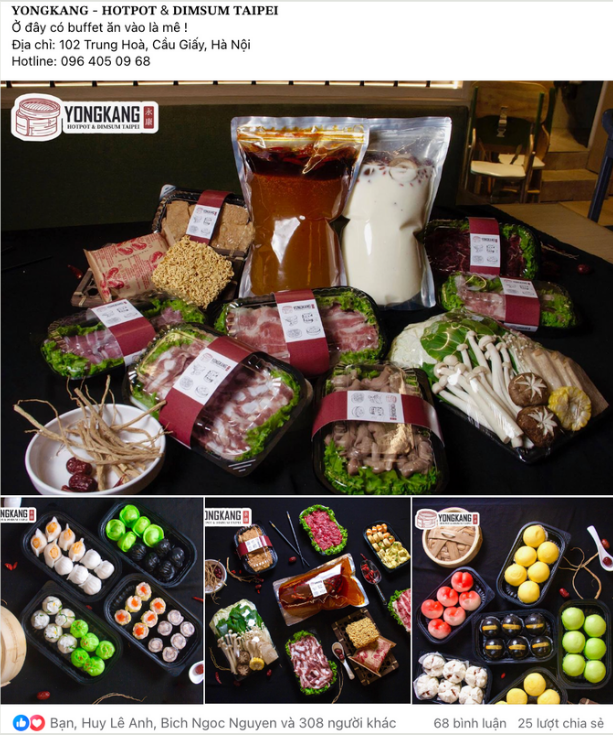 YONGKANG - HOTPOT & DIMSUM TAIPEI
Ở đây có buffet ăn vào là mê !
Địa chỉ: 102 Trung Hoà, Cầu Giấy, Hà Nội
Hotline: 096 405 09 68
YONGKANG 永康
HOTPOT & DIMSUM TAIPEI
YONGKANG
YONGKANG
YONGKANG
Bạn, Huy Lê Anh, Bich Ngoc Nguyen và 308 người khác
68 bình luận 25 lượt chia sẻ